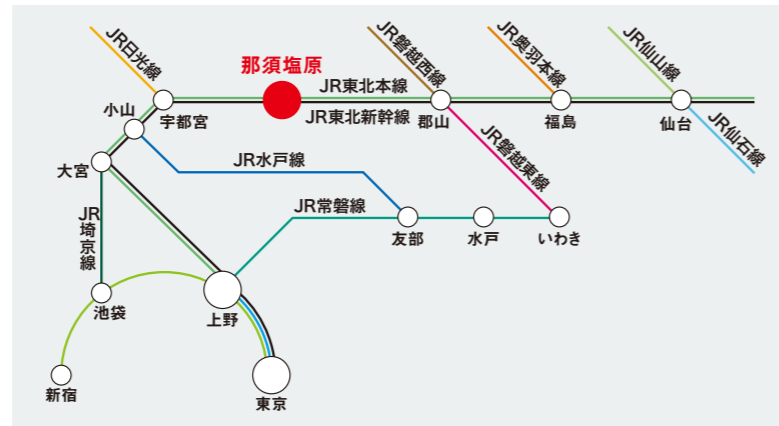 JR日光線
那須塩原
JR東北本線
JR東北新幹線
JR磐越西線
JR奥羽本線
JR仙山線
小山
宇都宮
郡山
福島
仙台
JR仙石線
大宮
JR水戸線
JR磐越東線
JR埼京線
JR常磐線
友部
水戸
いわき
池袋
上野
新宿
東京